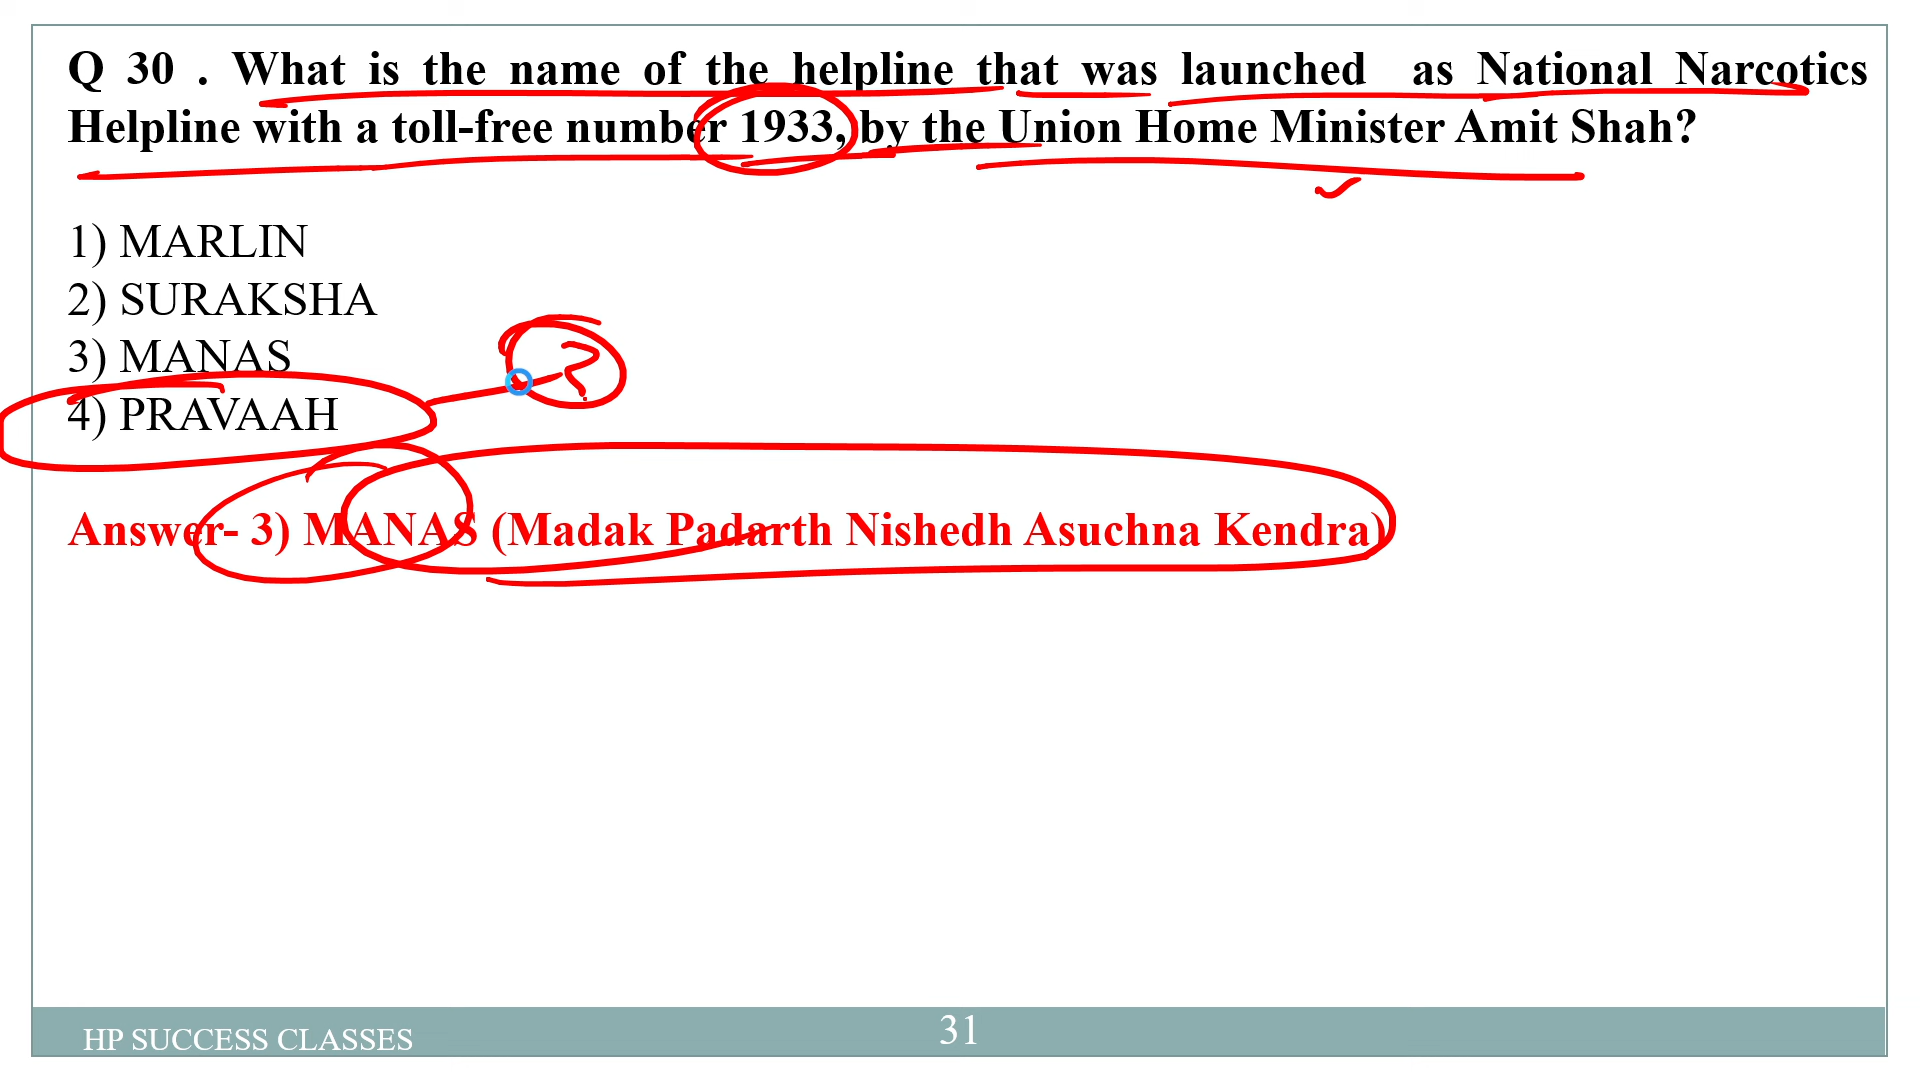 Q 30 . What is the name of the helpline that was launched as National Narcotics
Helpline with a toll-free number 1933, by the Union Home Minister Amit Shah?
1) MARLIN
2) SURAKSHA
3) MANAS
4) PRAVAAH
?
Answer- 3) MANAS (Madak Padarth Nishedh Asuchna Kendra)
HP SUCCESS CLASSES
31